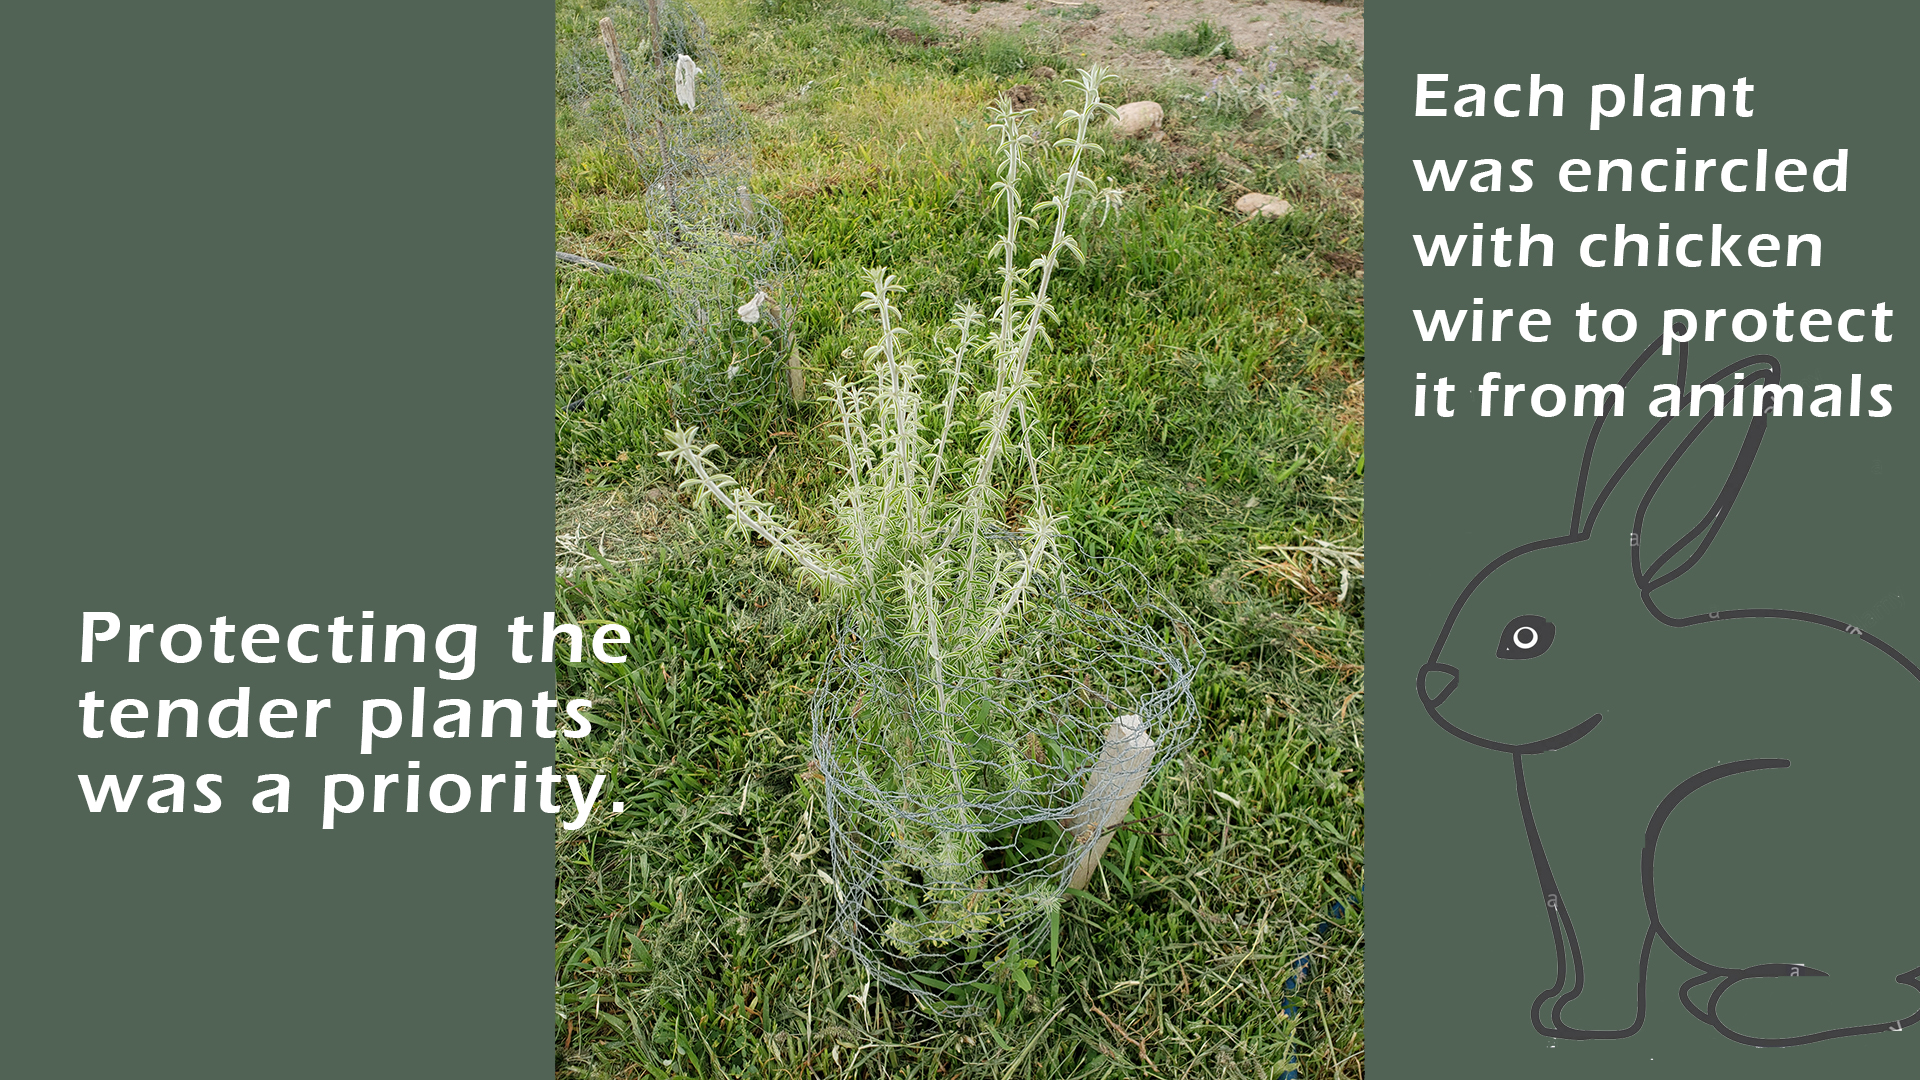 Protecting the
tender plants
was a priority.
Each plant
was encircled
with chicken
wire to protect
it from animals